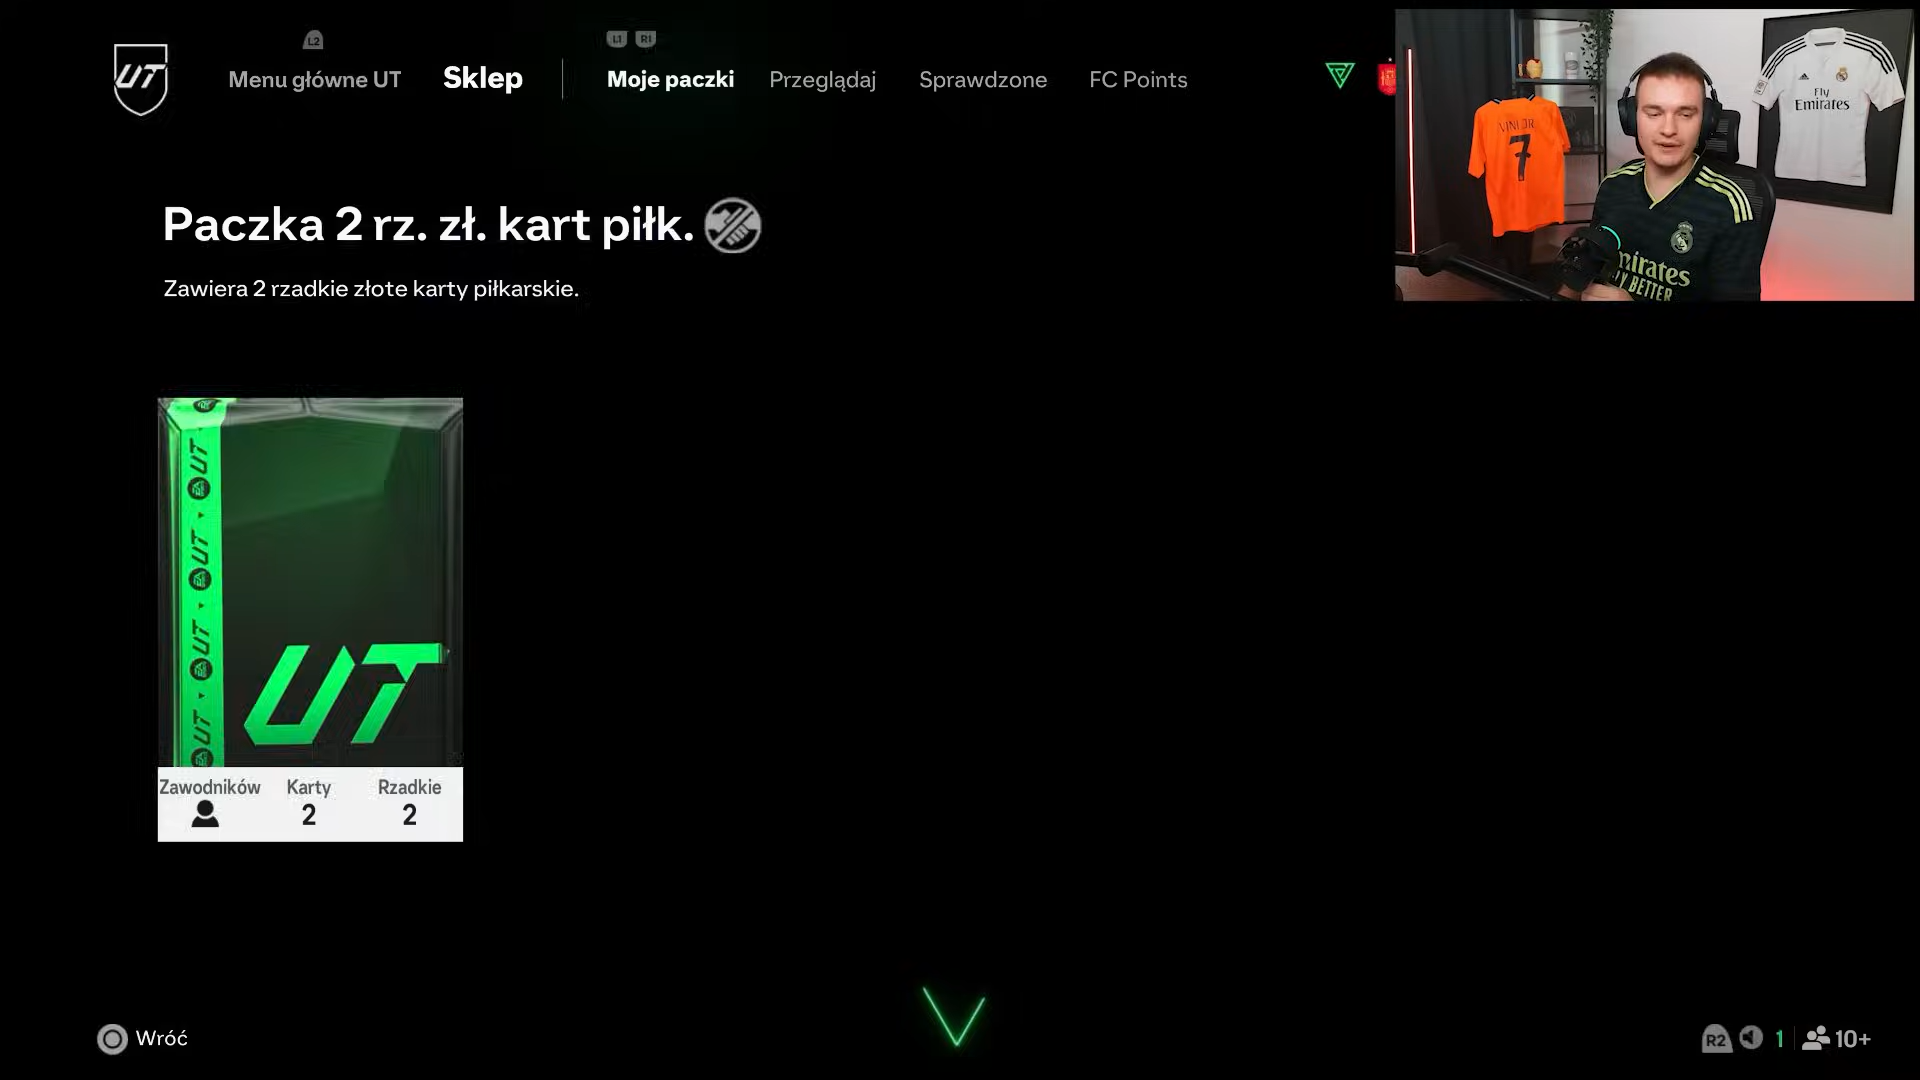 L2
L1 R1
UT
Menu główne UT
Sklep
Moje paczki
Przeglądaj
Sprawdzone
FC Points
VINI JR.
7
Fly
Emirates
mirates
Y BETTER
Paczka 2 rz. zł. kart piłk.
Zawiera 2 rzadkie złote karty piłkarskie.
UT
UT
UT
UT
UT
Zawodników Karty Rzadkie
2 2
Wróć
R2 1 10+